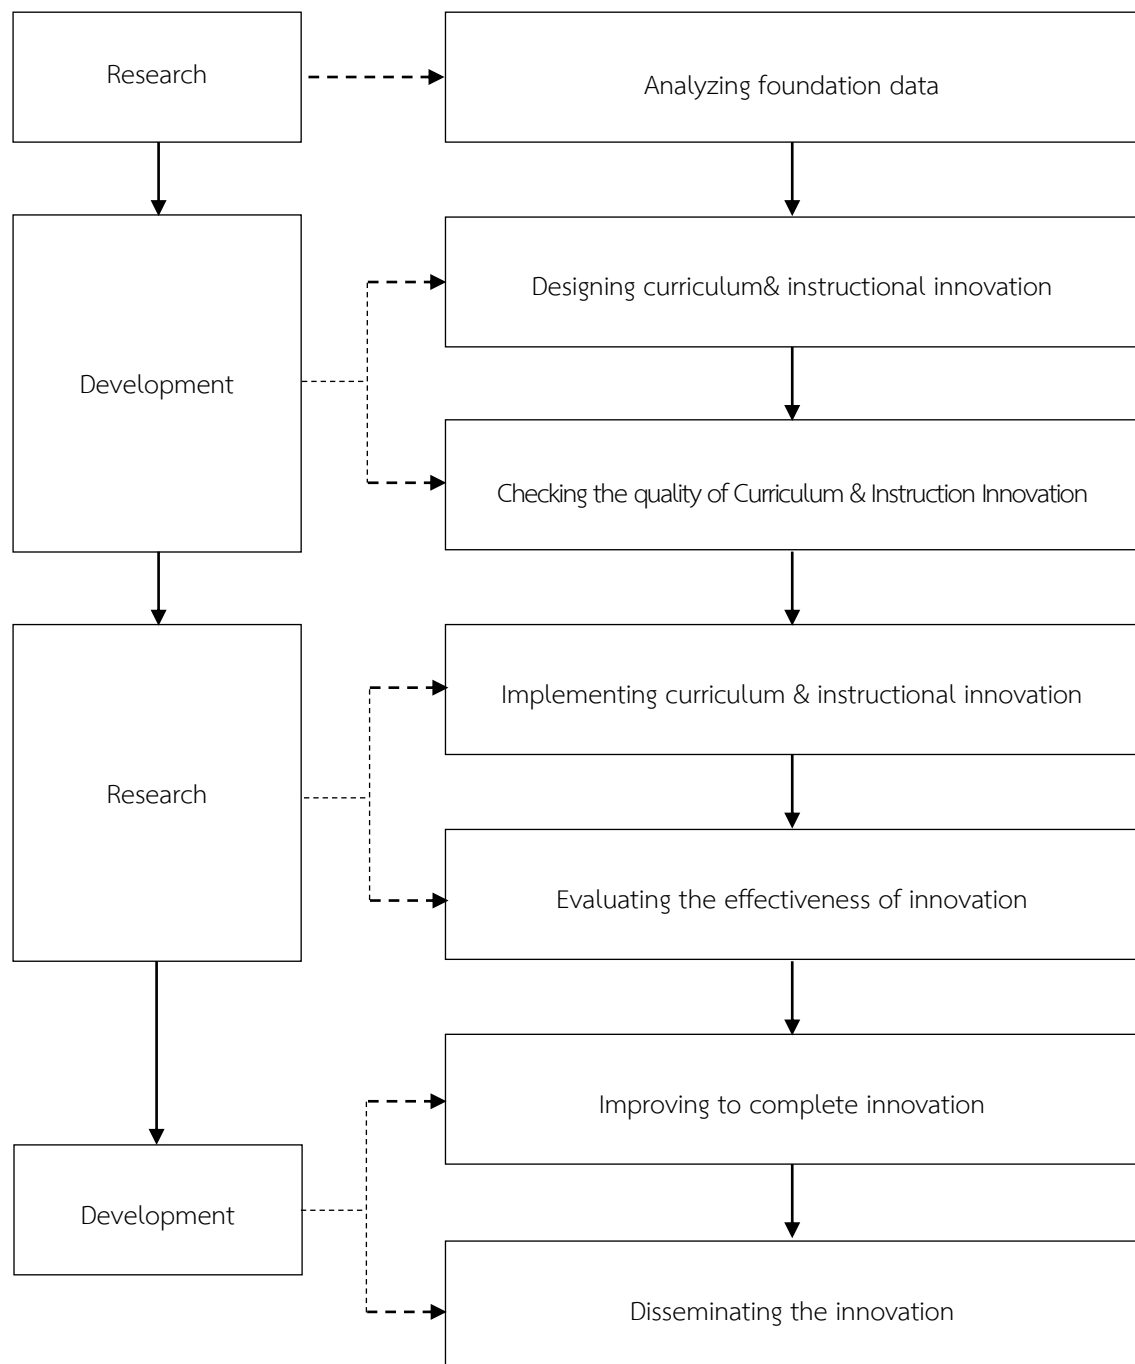 Research
Analyzing foundation data
Designing curriculum& instructional innovation
Development
Checking the quality of Curriculum & Instruction Innovation
Implementing curriculum & instructional innovation
Research
Evaluating the effectiveness of innovation
Improving to complete innovation
Development
Disseminating the innovation